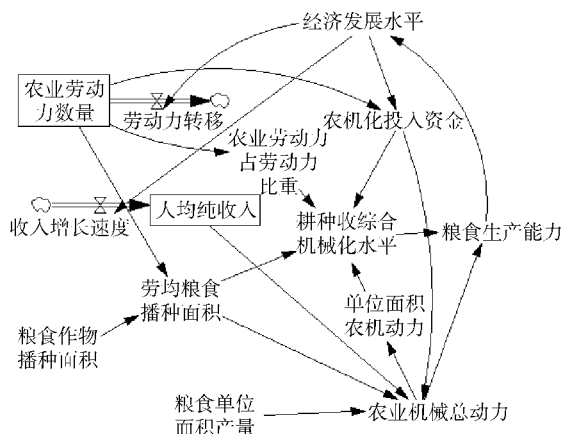 经济发展水平
农业劳动
力数量
劳动力转移
农机化投入资金
农业劳动力
占劳动力
比重
收入增长速度
人均纯收入
耕种收综合
机械化水平
粮食生产能力
劳均粮食
播种面积
单位面积
农机动力
粮食作物
播种面积
粮食单位
面积产量
农业机械总动力